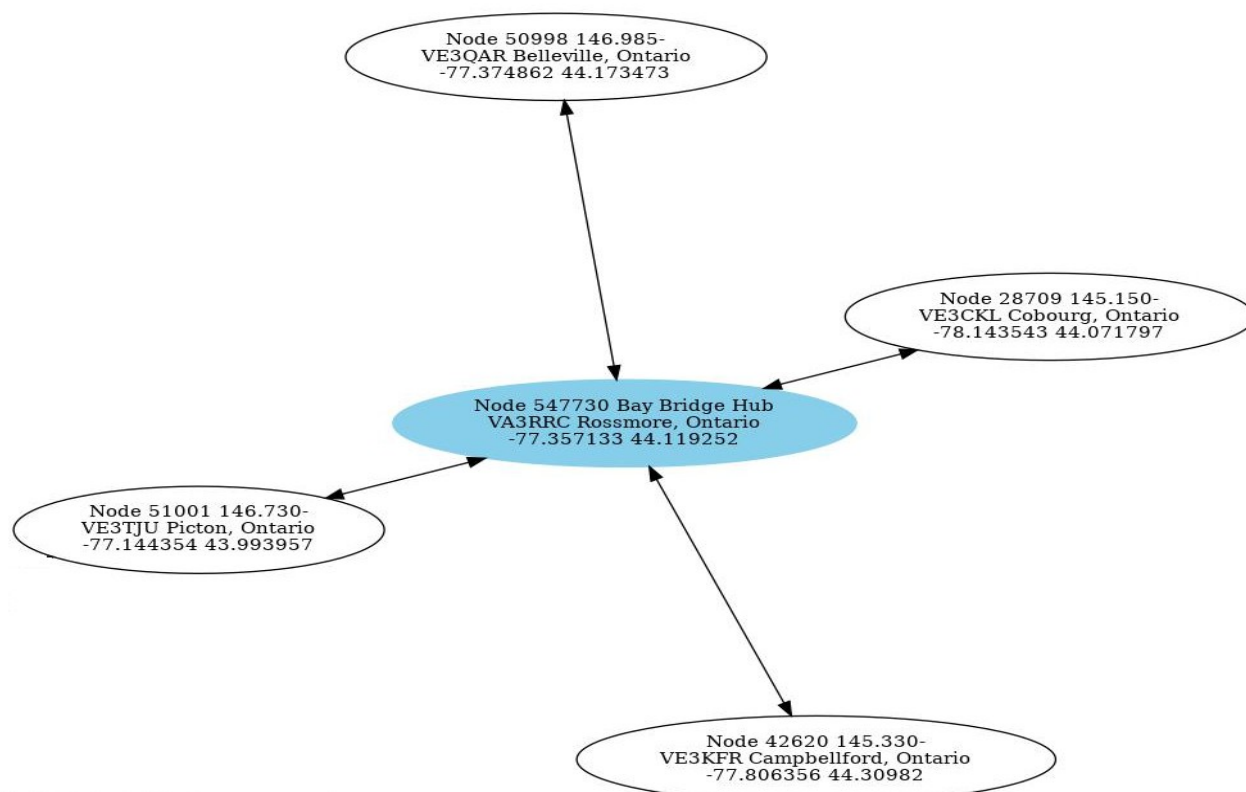 Node 50998 146.985-
VE3QAR Belleville, Ontario
-77.374862 44.173473
Node 28709 145.150-
VE3CKL Cobourg, Ontario
-78.143543 44.071797
Node 547730 Bay Bridge Hub
VA3RRC Rossmore, Ontario
-77.357133 44.119252
Node 51001 146.730-
VE3TJU Picton, Ontario
-77.144354 43.993957
Node 42620 145.330-
VE3KFR Campbellford, Ontario
-77.806356 44.30982